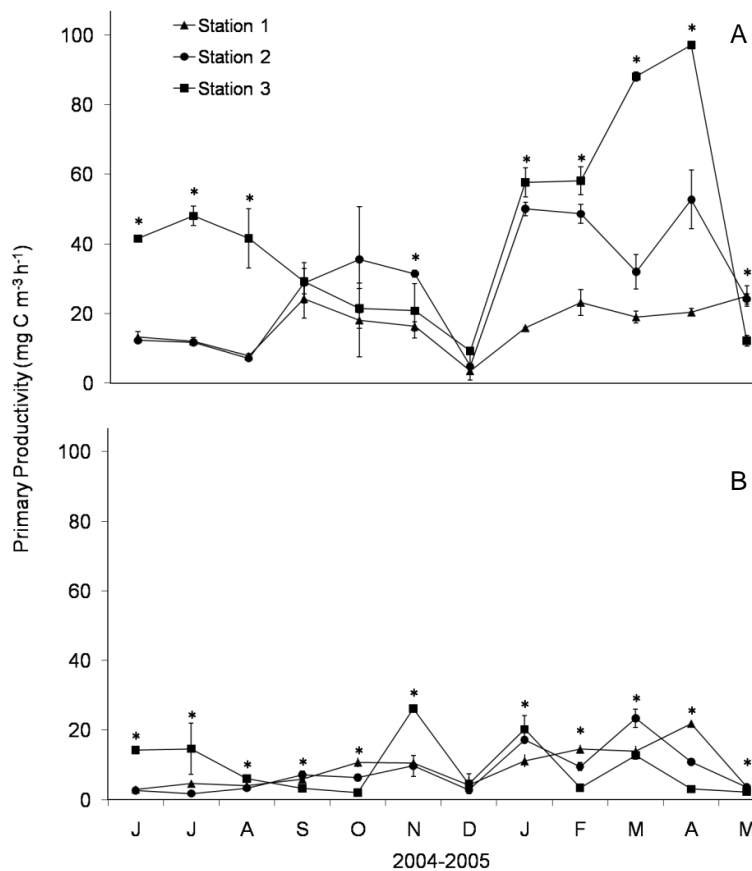 Station 1
Station 2
Station 3
A
100
80
60
40
20
0
Primary Productivity (mg C m⁻³ h⁻¹)
B
100
80
60
40
20
0
J J A S O N D J F M A M
2004-2005